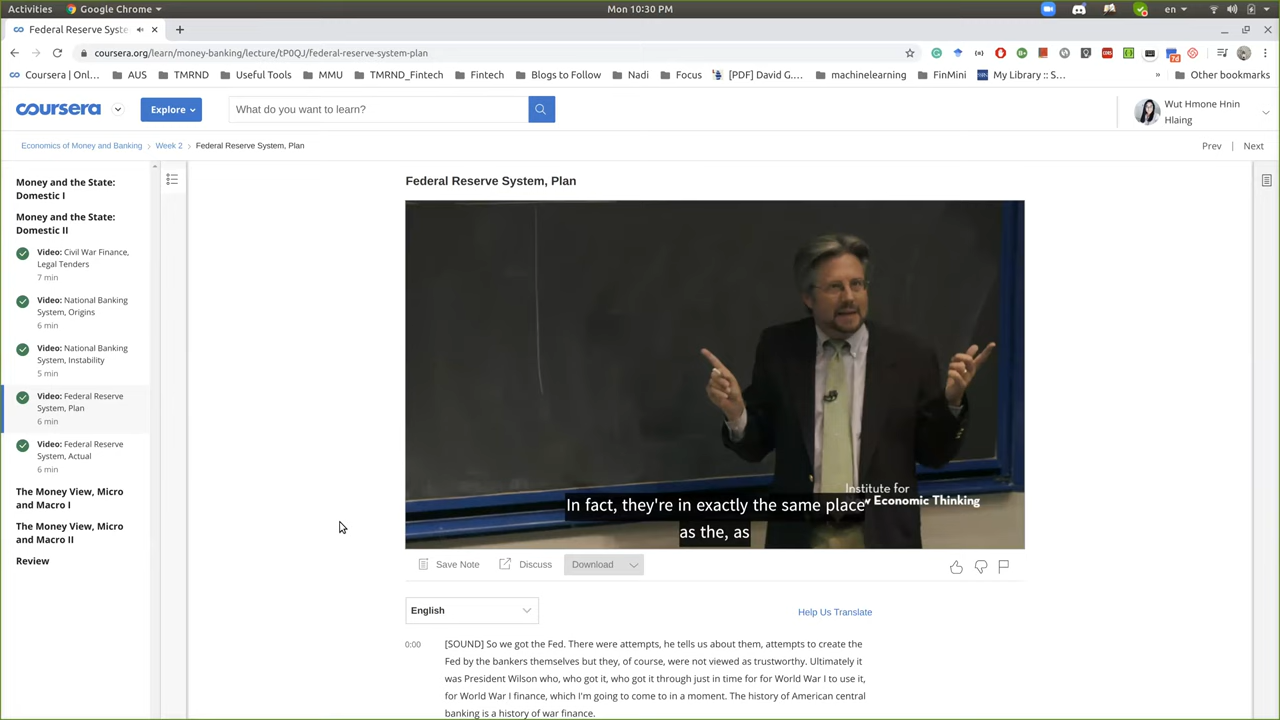 Activities
Google Chrome
Mon 10:30 PM
en
Federal Reserve Syste
coursera.org/learn/money-banking/lecture/tP0OJ/federal-reserve-system-plan
Coursera | Onl...
AUS
TMRND
Useful Tools
MMU
TMRND_Fintech
Fintech
Blogs to Follow
Nadi
Focus
[PDF] David G....
machinelearning
FinMini
My Library :: S...
»
Other bookmarks
coursera
Explore
What do you want to learn?
Wut Hmone Hnin
Hlaing
Economics of Money and Banking > Week 2 > Federal Reserve System, Plan
Prev | Next
Money and the State:
Domestic I
Money and the State:
Domestic II
Video: Civil War Finance,
Legal Tenders
7 min
Video: National Banking
System, Origins
6 min
Video: National Banking
System, Instability
5 min
Video: Federal Reserve
System, Plan
6 min
Video: Federal Reserve
System, Actual
6 min
The Money View, Micro
and Macro I
The Money View, Micro
and Macro II
Review
Federal Reserve System, Plan
Institute for
Economic Thinking
In fact, they're in exactly the same place
as the, as
Save Note
Discuss
Download
English
Help Us Translate
0:00
[SOUND] So we got the Fed. There were attempts, he tells us about them, attempts to create the
Fed by the bankers themselves but they, of course, were not viewed as trustworthy. Ultimately it
was President Wilson who, who got it, who got it through just in time for for World War I to use it,
for World War I finance, which I'm going to come to in a moment. The history of American central
banking is a history of war finance.